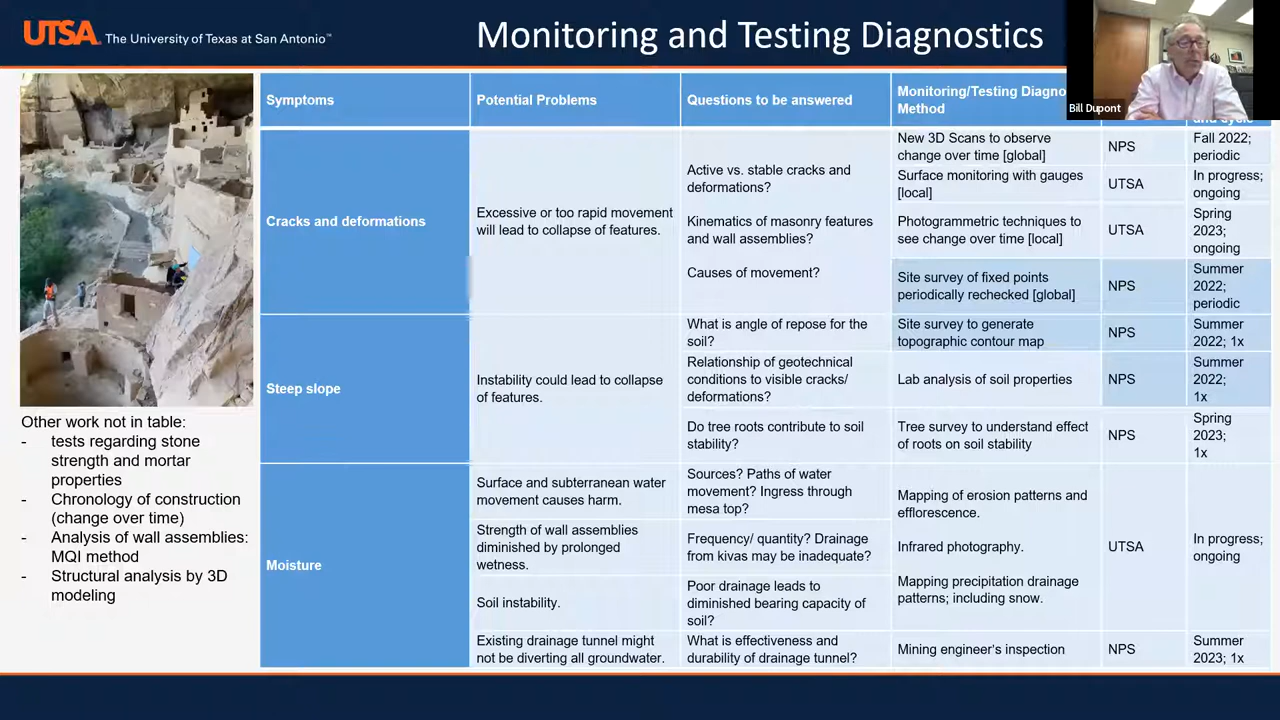 UTSA. The University of Texas at San Antonio™
Monitoring and Testing Diagnostics
Bill Dupont
Symptoms
Potential Problems
Questions to be answered
Monitoring/Testing Diagno
Method
Cracks and deformations
Excessive or too rapid movement
will lead to collapse of features.
Active vs. stable cracks and
deformations?
Kinematics of masonry features
and wall assemblies?
Causes of movement?
New 3D Scans to observe
change over time [global]
NPS
Fall 2022;
periodic
Surface monitoring with gauges
[local]
UTSA
In progress;
ongoing
Photogrammetric techniques to
see change over time [local]
UTSA
Spring
2023;
ongoing
Site survey of fixed points
periodically rechecked [global]
NPS
Summer
2022;
periodic
Steep slope
Instability could lead to collapse
of features.
What is angle of repose for the
soil?
Site survey to generate
topographic contour map
NPS
Summer
2022; 1x
Relationship of geotechnical
conditions to visible cracks/
deformations?
Lab analysis of soil properties
NPS
Summer
2022;
1x
Do tree roots contribute to soil
stability?
Tree survey to understand effect
of roots on soil stability
NPS
Spring
2023;
1x
Moisture
Surface and subterranean water
movement causes harm.
Sources? Paths of water
movement? Ingress through
mesa top?
Strength of wall assemblies
diminished by prolonged
wetness.
Frequency/ quantity? Drainage
from kivas may be inadequate?
Soil instability.
Poor drainage leads to
diminished bearing capacity of
soil?
Mapping of erosion patterns and
efflorescence.
Infrared photography.
Mapping precipitation drainage
patterns; including snow.
UTSA
In progress;
ongoing
Existing drainage tunnel might
not be diverting all groundwater.
What is effectiveness and
durability of drainage tunnel?
Mining engineer's inspection
NPS
Summer
2023; 1x
Other work not in table:
- tests regarding stone
strength and mortar
properties
- Chronology of construction
(change over time)
- Analysis of wall assemblies:
MQI method
- Structural analysis by 3D
modeling